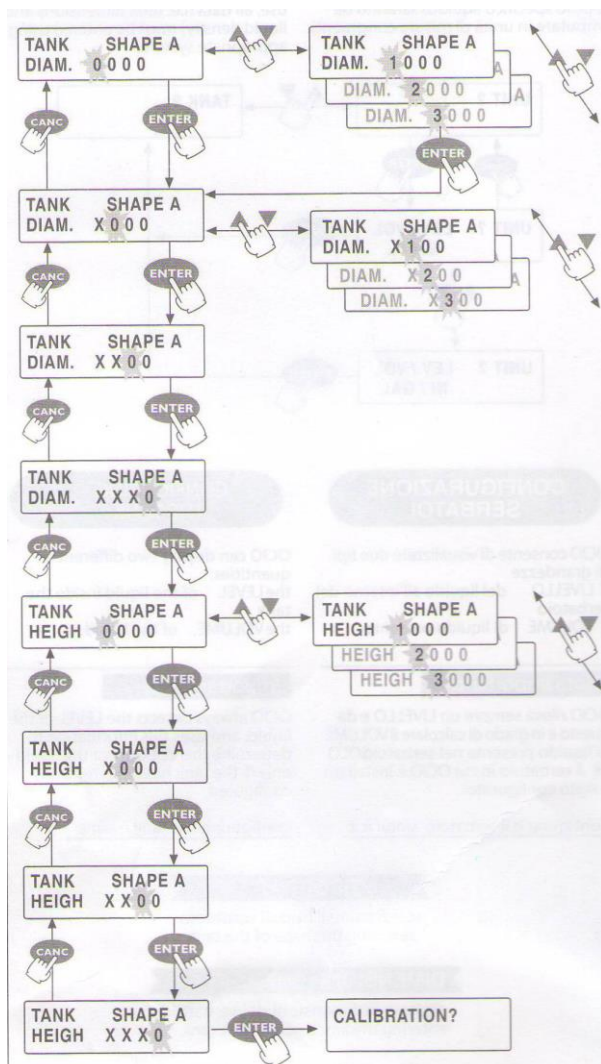 TANK SHAPE A
DIAM. 0000
TANK SHAPE A
DIAM. 1000
A
DIAM. 2000
A
DIAM. 3000
CANC
ENTER
ENTER
TANK SHAPE A
DIAM. X000
TANK SHAPE A
DIAM. X100
A
DIAM. X200
A
DIAM. X300
CANC
ENTER
TANK SHAPE A
DIAM. XX00
CANC
ENTER
TANK SHAPE A
DIAM. XXX0
CANC
ENTER
TANK SHAPE A
HEIGH 0000
TANK SHAPE A
HEIGH 1000
HEIGH 2000
HEIGH 3000
CANC
ENTER
TANK SHAPE A
HEIGH X000
CANC
ENTER
TANK SHAPE A
HEIGH XX00
CANC
ENTER
TANK SHAPE A
HEIGH XXX0
ENTER
CALIBRATION?